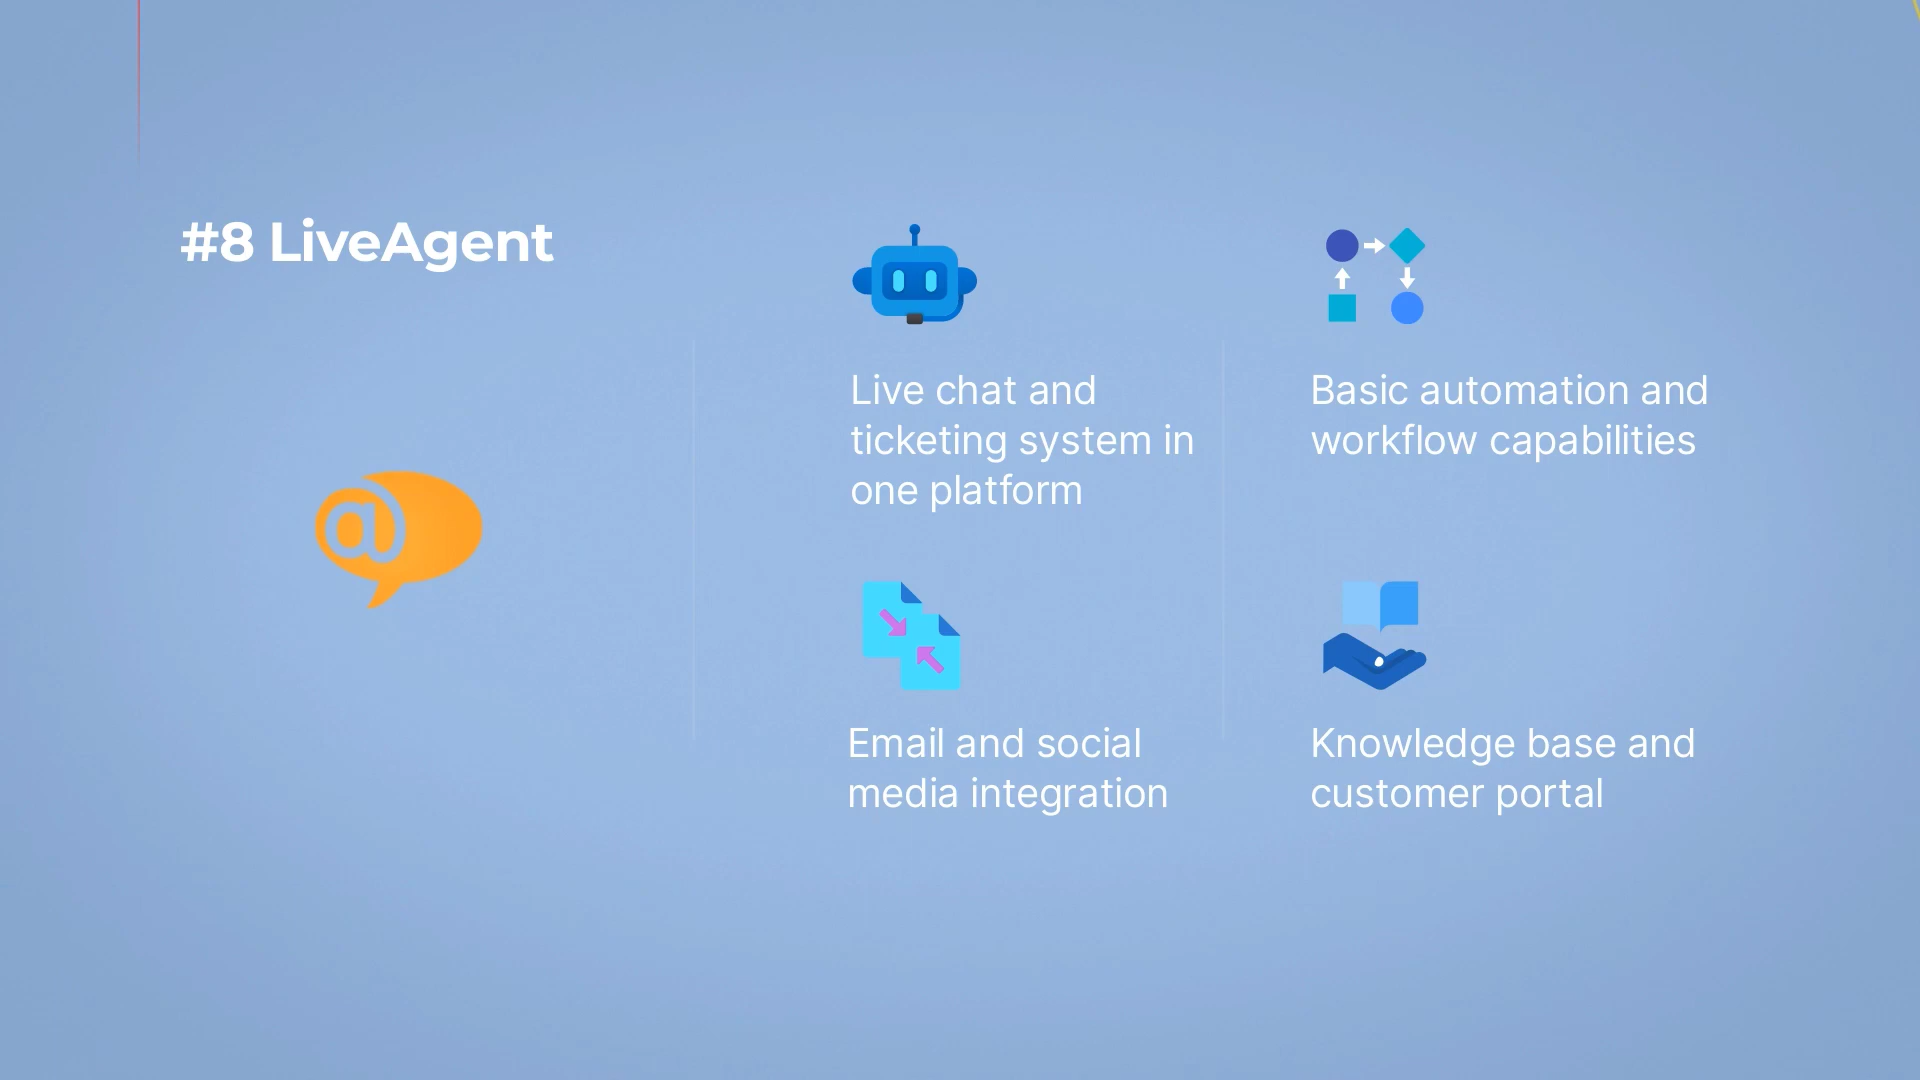 #8 LiveAgent
@
Live chat and
ticketing system in
one platform
Basic automation and
workflow capabilities
Email and social
media integration
Knowledge base and
customer portal